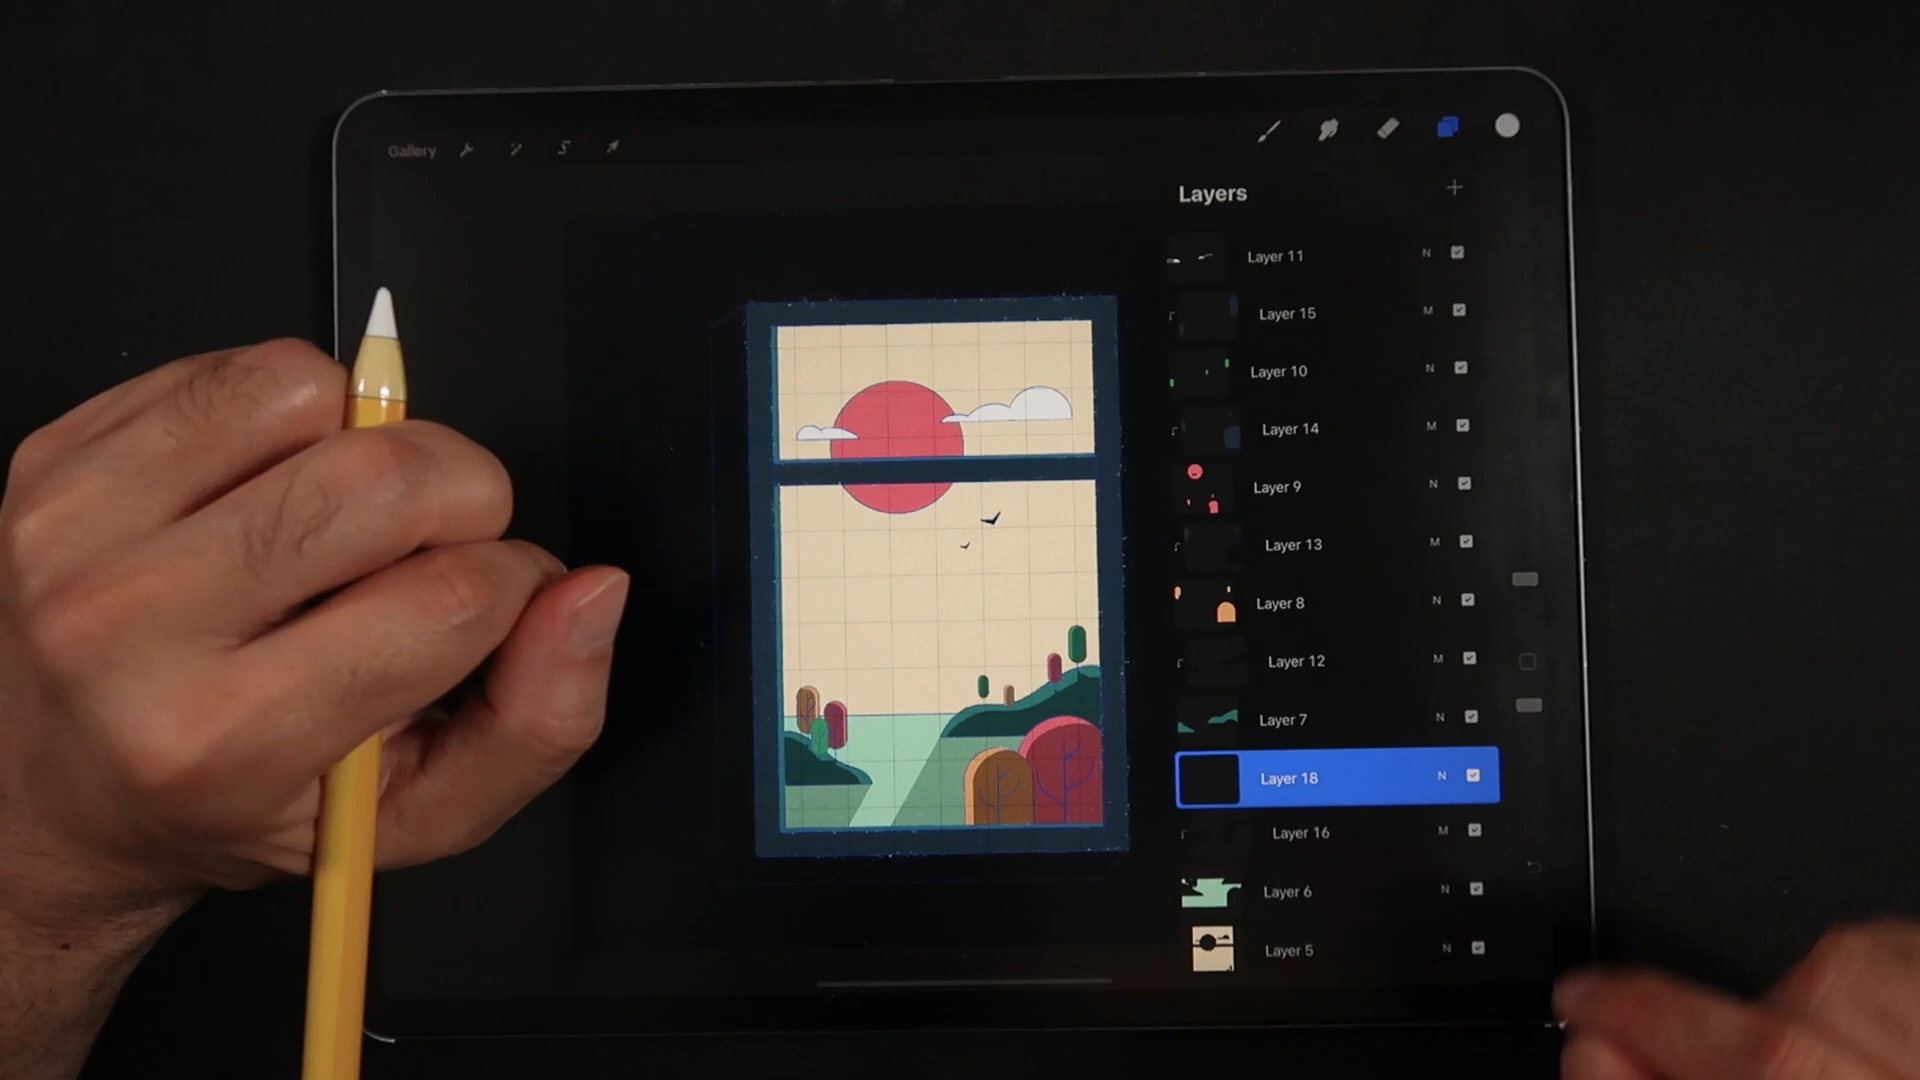 Gallery
Layers
Layer 11 N
Layer 15 M
Layer 10 N
Layer 14 M
Layer 9 N
Layer 13 M
Layer 8 N
Layer 12 M
Layer 7 N
Layer 18 N
Layer 16 M
Layer 6 N
Layer 5 N